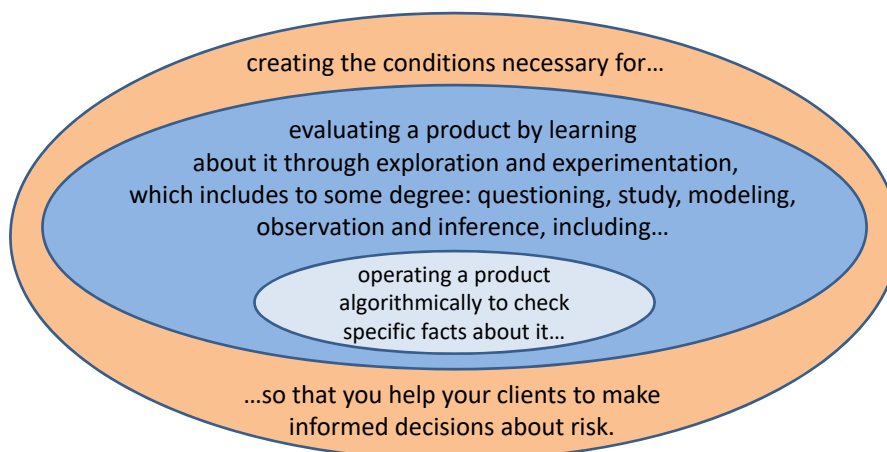 creating the conditions necessary for…
evaluating a product by learning
about it through exploration and experimentation,
which includes to some degree: questioning, study, modeling,
observation and inference, including…
operating a product
algorithmically to check
specific facts about it…
…so that you help your clients to make
informed decisions about risk.